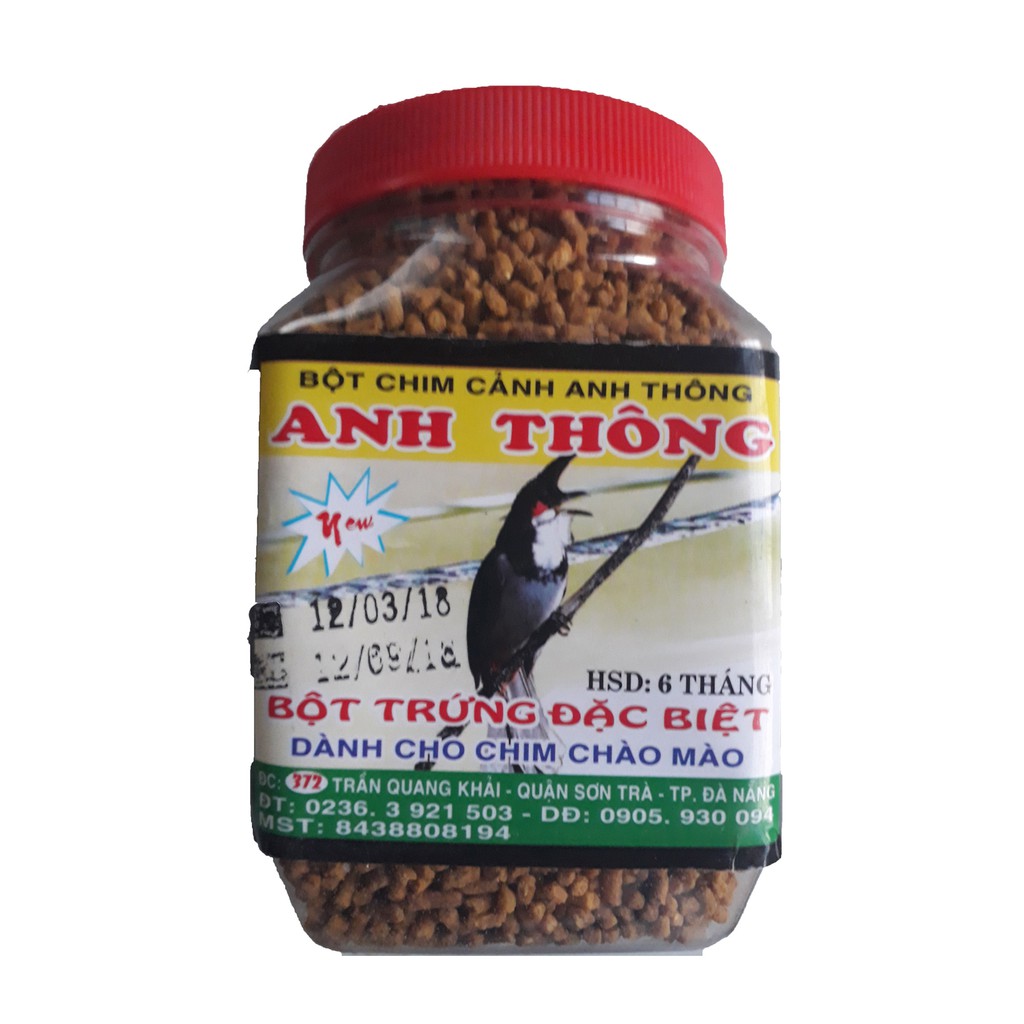 BỘT CHIM CẢNH ANH THÔNG
ANH THÔNG
New
12/03/18
12/09/18
HSD: 6 THÁNG
BỘT TRỨNG ĐẶC BIỆT
DÀNH CHO CHIM CHÀO MÀO
ĐC: 372 TRẦN QUANG KHẢI - QUẬN SƠN TRÀ - TP. ĐÀ NẴNG
ĐT: 0236. 3 921 503 - DĐ: 0905. 930 094
MST: 8438808194